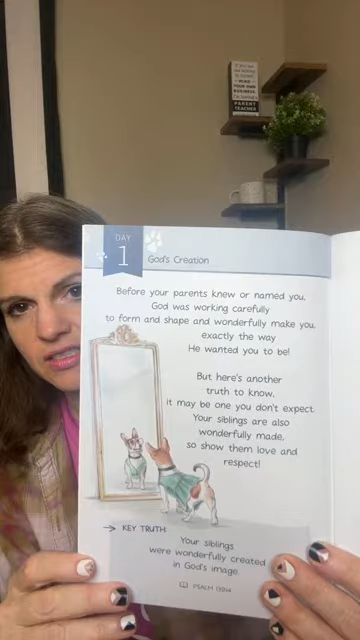 DAY
1
God's Creation
Before your parents knew or named you,
God was working carefully
to form and shape and wonderfully make you,
exactly the way
He wanted you to be!
But here's another
truth to know,
it may be one you don't expect.
Your siblings are also
wonderfully made,
so show them love and
respect!
KEY TRUTH:
Your siblings
were wonderfully created
in God's image.
PSALM 139:14
YOUR OWN
BUSINESS
PARENT
TEACHER